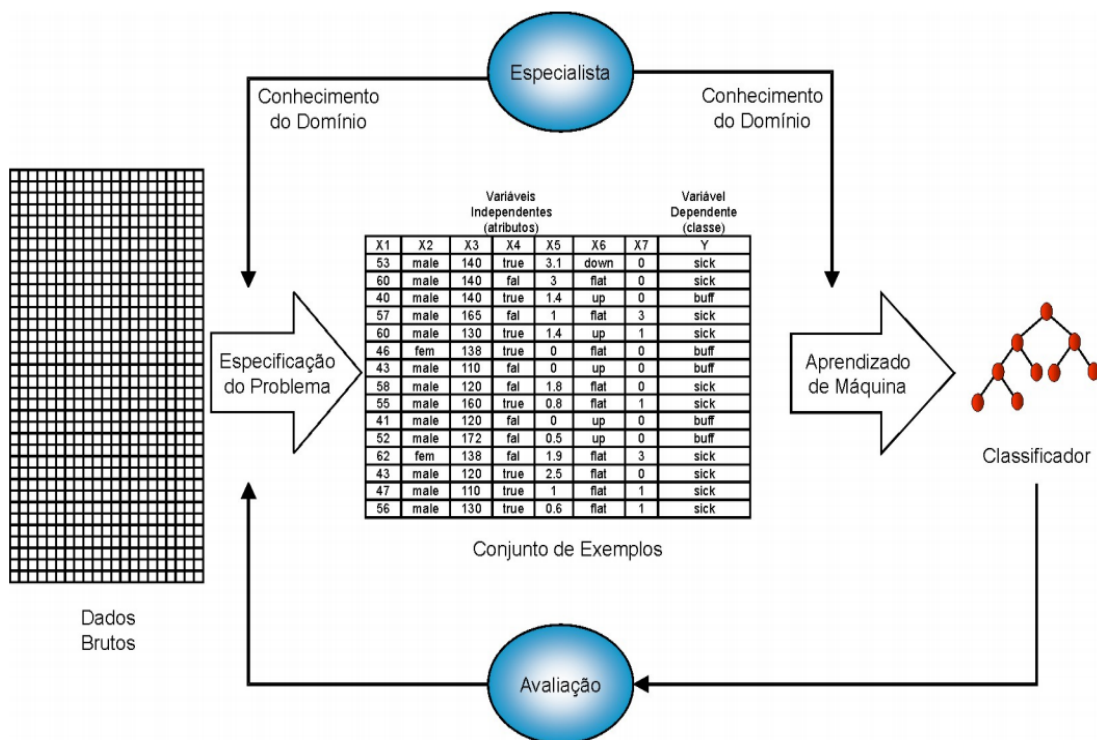 Especialista
Conhecimento
do Domínio
Conhecimento
do Domínio
Variáveis
Independentes
(atributos)
Variável
Dependente
(classe)
X1 X2 X3 X4 X5 X6 X7 Y
53 male 140 true 3.1 down 0 sick
60 male 140 fal 3 flat 0 sick
40 male 140 true 1.4 up 0 buff
57 male 165 fal 1 flat 3 sick
60 male 130 true 1.4 up 1 sick
46 fem 138 true 0 flat 0 buff
43 male 110 fal 0 up 0 buff
58 male 120 fal 1.8 flat 0 sick
55 male 160 true 0.8 flat 1 sick
41 male 120 fal 0 up 0 buff
52 male 172 fal 0.5 up 0 buff
62 fem 138 fal 1.9 flat 3 sick
43 male 120 true 2.5 flat 0 sick
47 male 110 true 1 flat 1 sick
56 male 130 true 0.6 flat 1 sick
Especificação
do Problema
Aprendizado
de Máquina
Classificador
Conjunto de Exemplos
Dados
Brutos
Avaliação